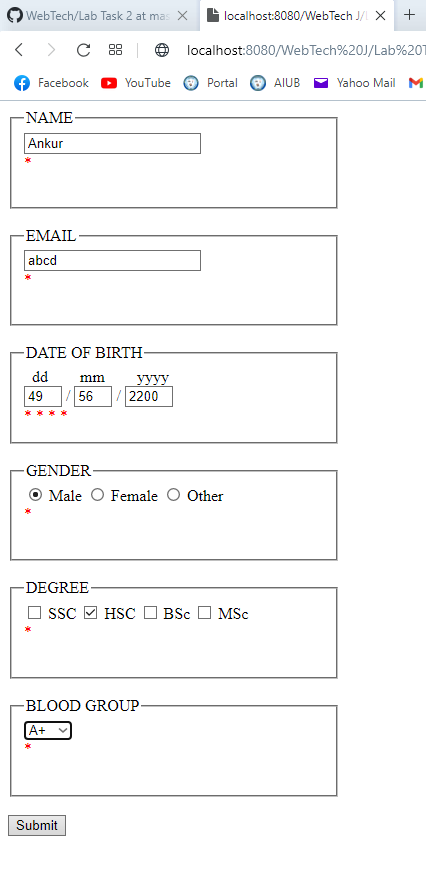 WebTech/Lab Task 2 at mas
localhost:8080/WebTech J/L
localhost:8080/WebTech%20J/Lab%20T
Facebook YouTube Portal AIUB Yahoo Mail
NAME
Ankur
*
EMAIL
abcd
*
DATE OF BIRTH
dd mm yyyy
49 / 56 / 2200
* * * *
GENDER
Male Female Other
*
DEGREE
SSC HSC BSc MSc
*
BLOOD GROUP
A+
*
Submit